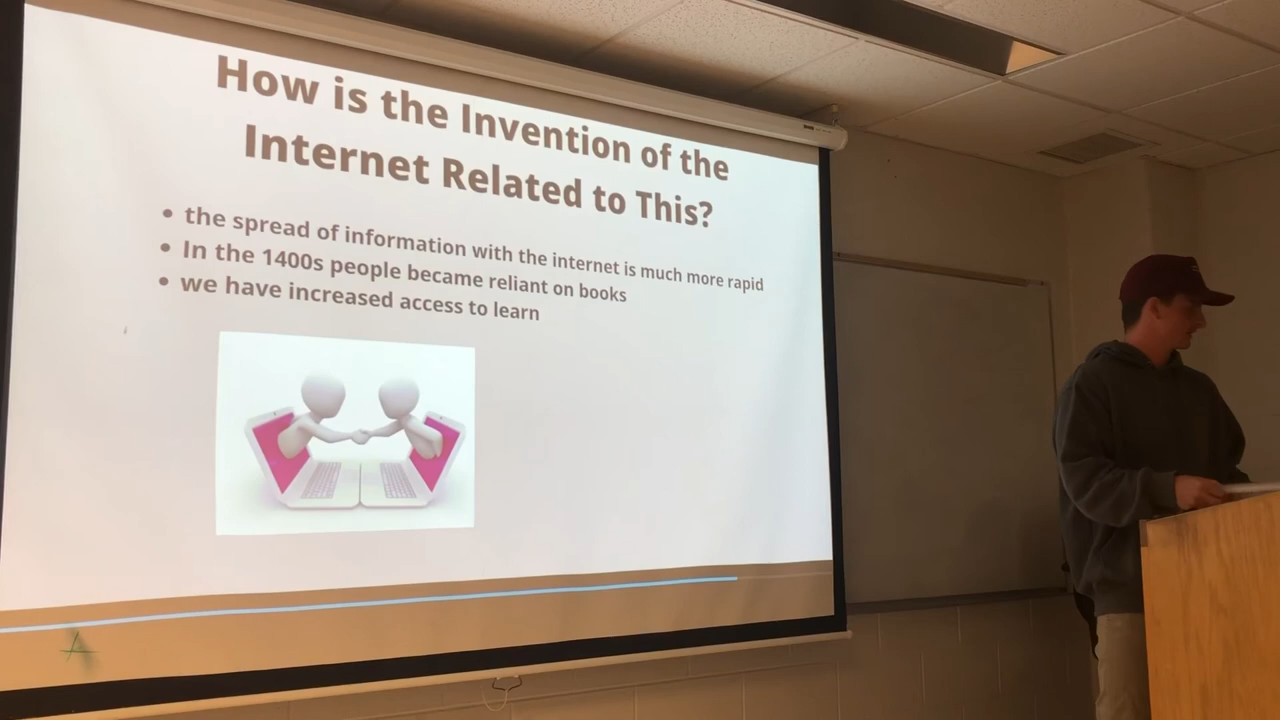 How is the Invention of the
Internet Related to This?
the spread of information with the internet is much more rapid
In the 1400s people became reliant on books
we have increased access to learn
A